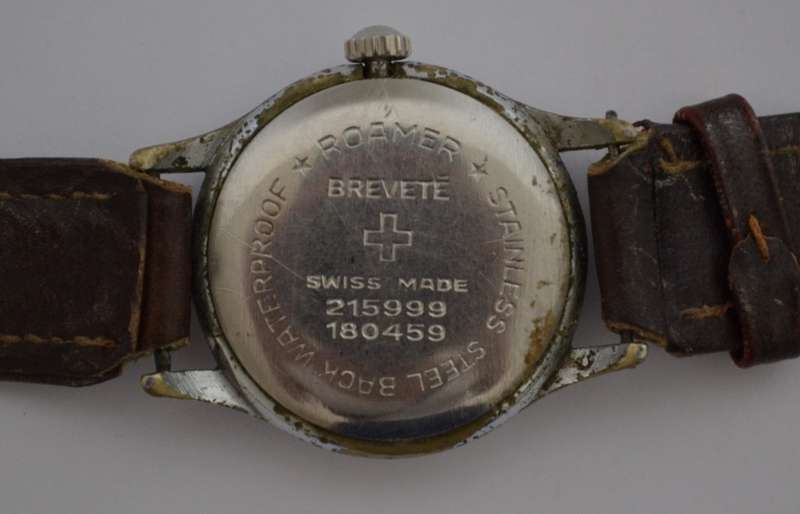 ROAMER
STAINLESS STEEL BACK WATERPROOF
BREVETÉ
SWISS MADE
215999
180459